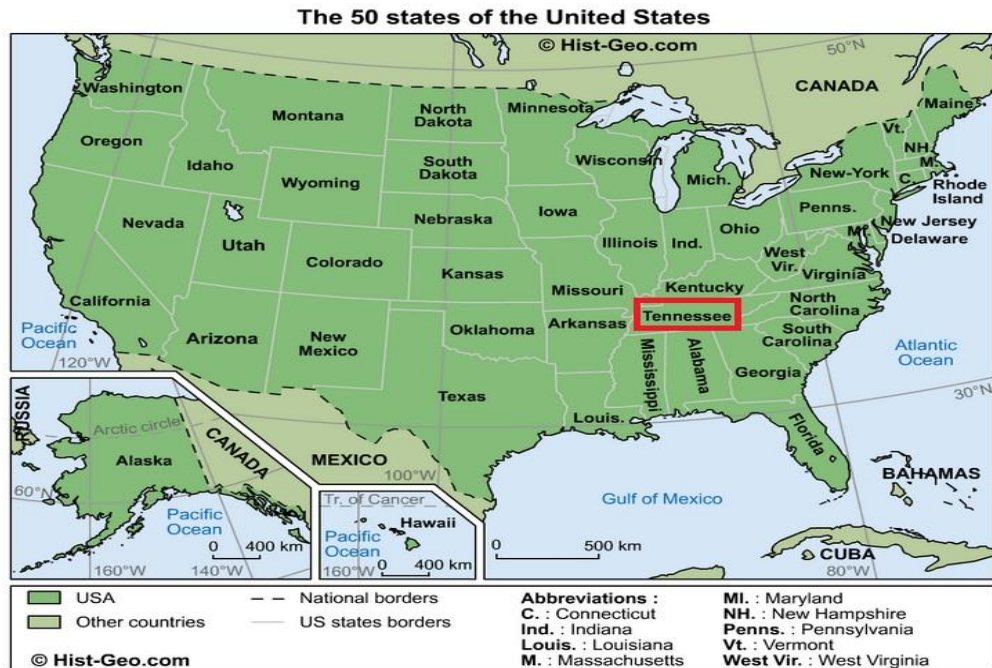 The 50 states of the United States
© Hist-Geo.com
50°N
CANADA
Washington
Montana
North
Dakota
Minnesota
Maine
Oregon
Idaho
Wyoming
South
Dakota
Wisconsin
Mich.
Vt.
NH.
M.
New-York
C.
Rhode
Island
Nevada
Utah
Colorado
Nebraska
Iowa
Illinois
Ind.
Ohio
Penns.
New Jersey
Ml.
Delaware
Kansas
Missouri
West
Vir.
Virginia
Kentucky
California
Arizona
New
Mexico
Oklahoma
Arkansas
Tennessee
North
Carolina
South
Carolina
Pacific
Ocean
120°W
Atlantic
Ocean
Texas
Louis.
Mississippi
Alabama
Georgia
Florida
30°N
RUSSIA
Arctic circle
Alaska
CANADA
60°N
Pacific
Ocean
0 400 km
160°W
140°W
MEXICO
100°W
Tr. of Cancer
Hawaii
Pacific
Ocean
160°W
0 400 km
Gulf of Mexico
0 500 km
BAHAMAS
CUBA
80°W
USA
Other countries
National borders
US states borders
© Hist-Geo.com
Abbreviations :
C. : Connecticut
Ind. : Indiana
Louis. : Louisiana
M. : Massachusetts
Ml. : Maryland
NH. : New Hampshire
Penns. : Pennsylvania
Vt. : Vermont
West Vir. : West Virginia